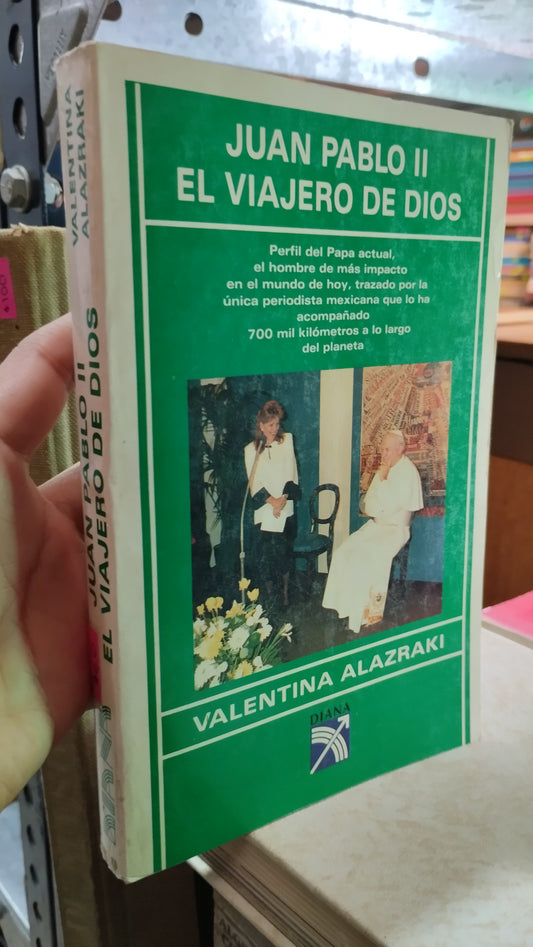 JUAN PABLO II
EL VIAJERO DE DIOS
Perfil del Papa actual,
el hombre de más impacto
en el mundo de hoy, trazado por la
única periodista mexicana que lo ha
acompañado
700 mil kilómetros a lo largo
del planeta
VALENTINA ALAZRAKI
DIANA
VALENTINA
ALAZRAKI
JUAN PABLO II
EL VIAJERO DE DIOS
DIANA
$100